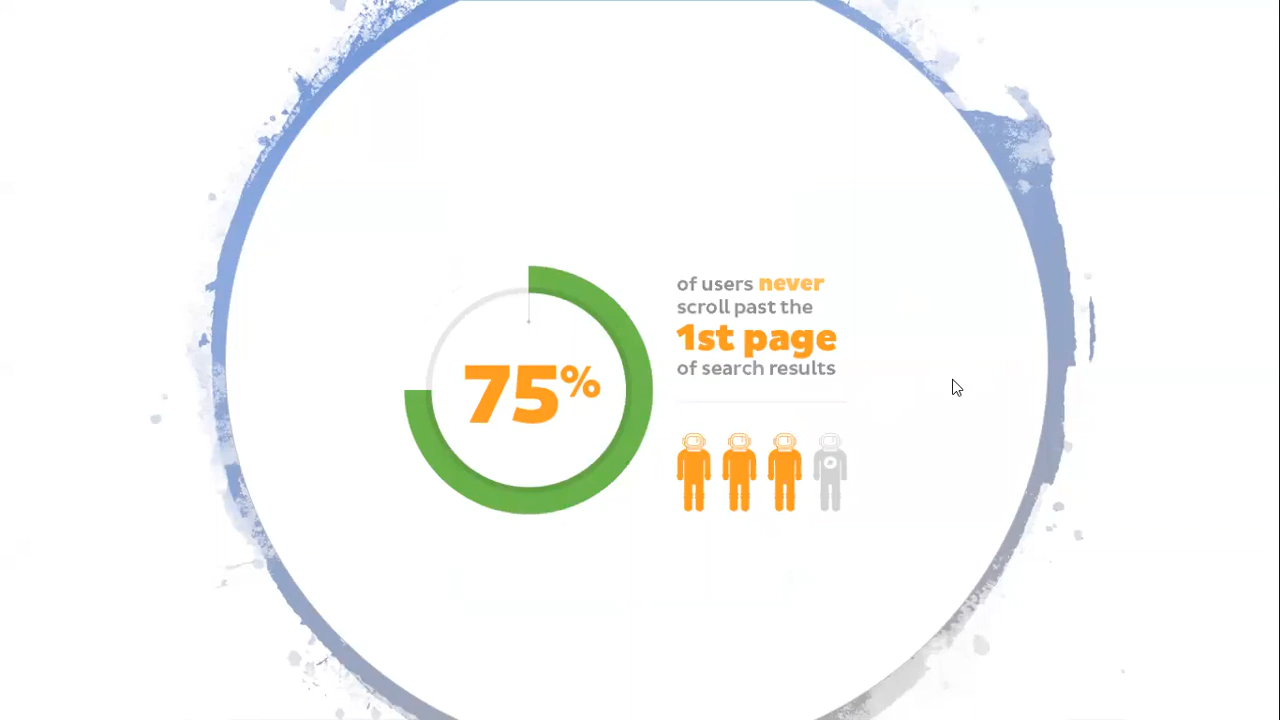 75%
of users never
scroll past the
1st page
of search results